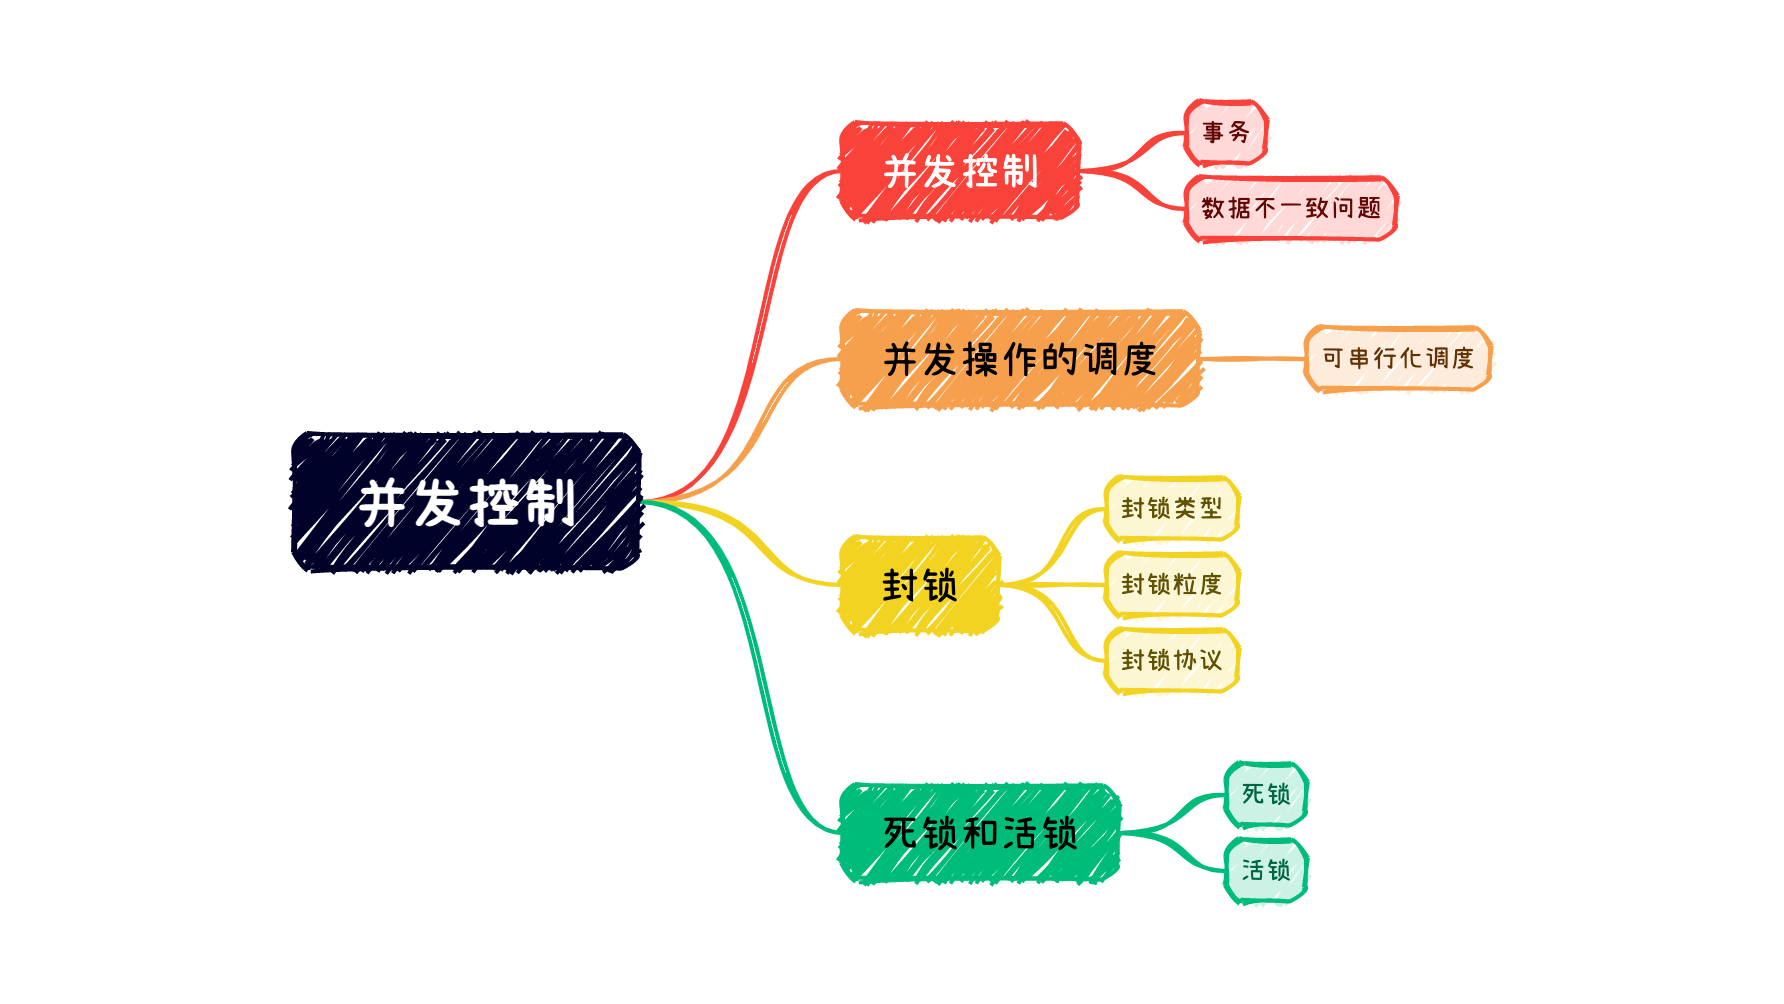 并发控制
并发控制
事务
数据不一致问题
并发操作的调度
可串行化调度
封锁
封锁类型
封锁粒度
封锁协议
死锁和活锁
死锁
活锁